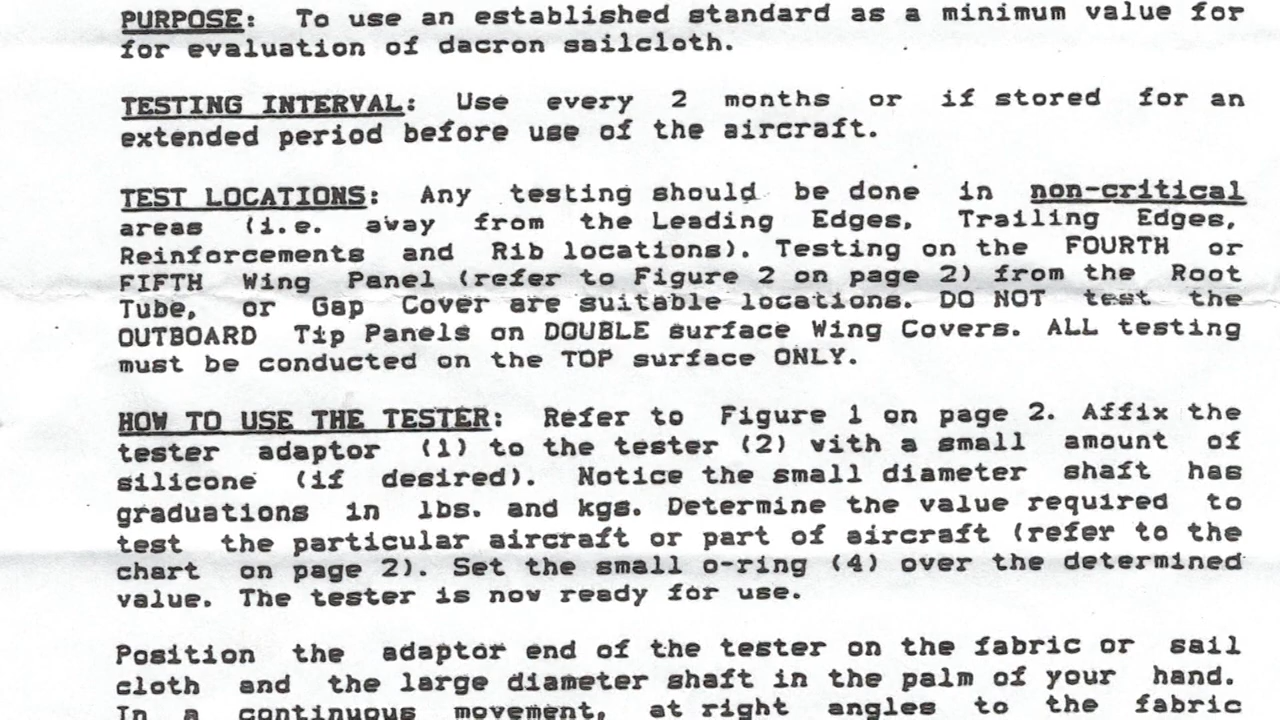 PURPOSE: To use an established standard as a minimum value for
for evaluation of dacron sailcloth.
TESTING INTERVAL: Use every 2 months or if stored for an
extended period before use of the aircraft.
TEST LOCATIONS: Any testing should be done in non-critical
areas (i.e. away from the Leading Edges, Trailing Edges,
Reinforcements and Rib locations). Testing on the FOURTH or
FIFTH Wing Panel (refer to Figure 2 on page 2) from the Root
Tube, or Gap Cover are suitable locations. DO NOT test the
OUTBOARD Tip Panels on DOUBLE surface Wing Covers. ALL testing
must be conducted on the TOP surface ONLY.
HOW TO USE THE TESTER: Refer to Figure 1 on page 2. Affix the
tester adaptor (1) to the tester (2) with a small amount of
silicone (if desired). Notice the small diameter shaft has
graduations in lbs. and kgs. Determine the value required to
test the particular aircraft or part of aircraft (refer to the
chart on page 2). Set the small o-ring (4) over the determined
value. The tester is now ready for use.
Position the adaptor end of the tester on the fabric or sail
cloth and the large diameter shaft in the palm of your hand.
In a continuous movement, at right angles to the fabric